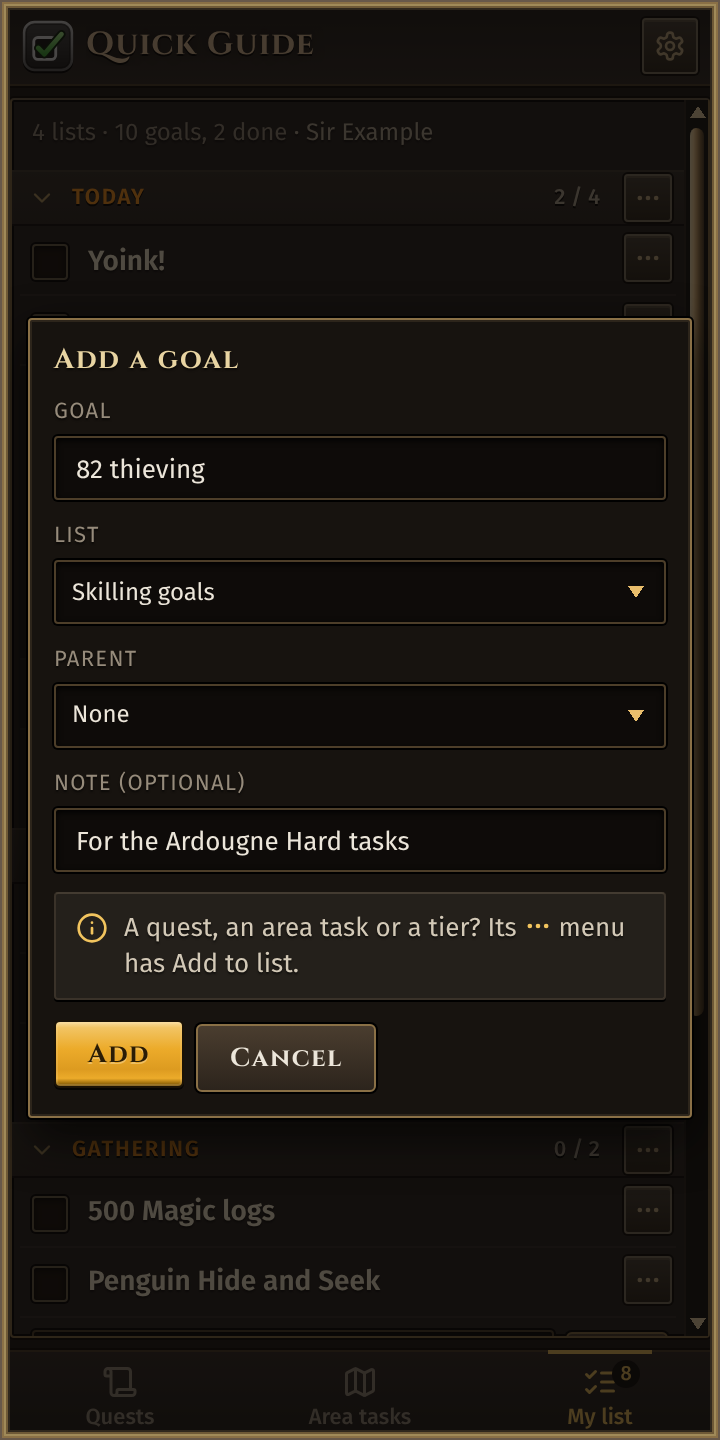 Quick Guide
4 lists · 10 goals, 2 done · Sir Example
TODAY 2 / 4
Yoink!
Add a goal
GOAL
82 thieving
LIST
Skilling goals
PARENT
None
NOTE (OPTIONAL)
For the Ardougne Hard tasks
A quest, an area task or a tier? Its ··· menu
has Add to list.
Add Cancel
GATHERING 0 / 2
500 Magic logs
Penguin Hide and Seek
8
Quests Area tasks My list